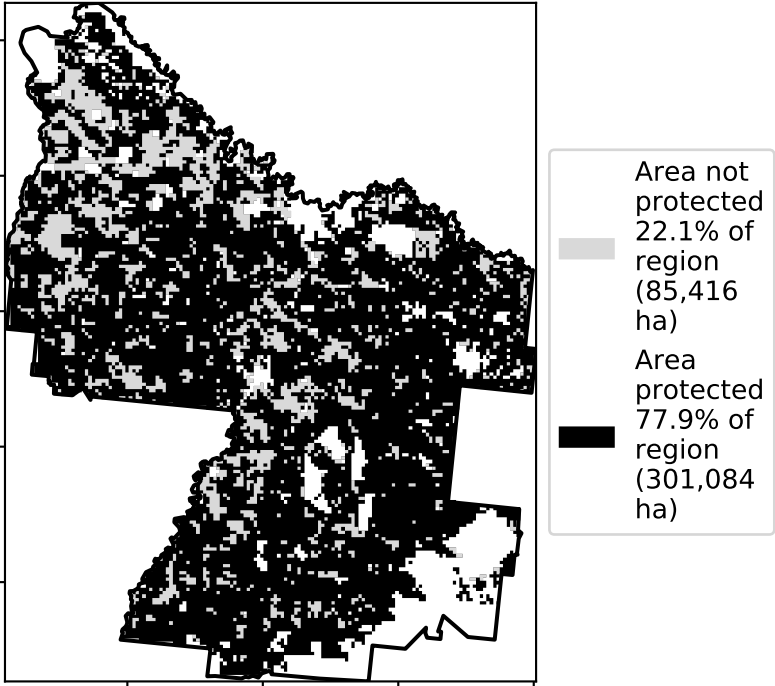 Area not
protected
22.1% of
region
(85,416
ha)
Area
protected
77.9% of
region
(301,084
ha)